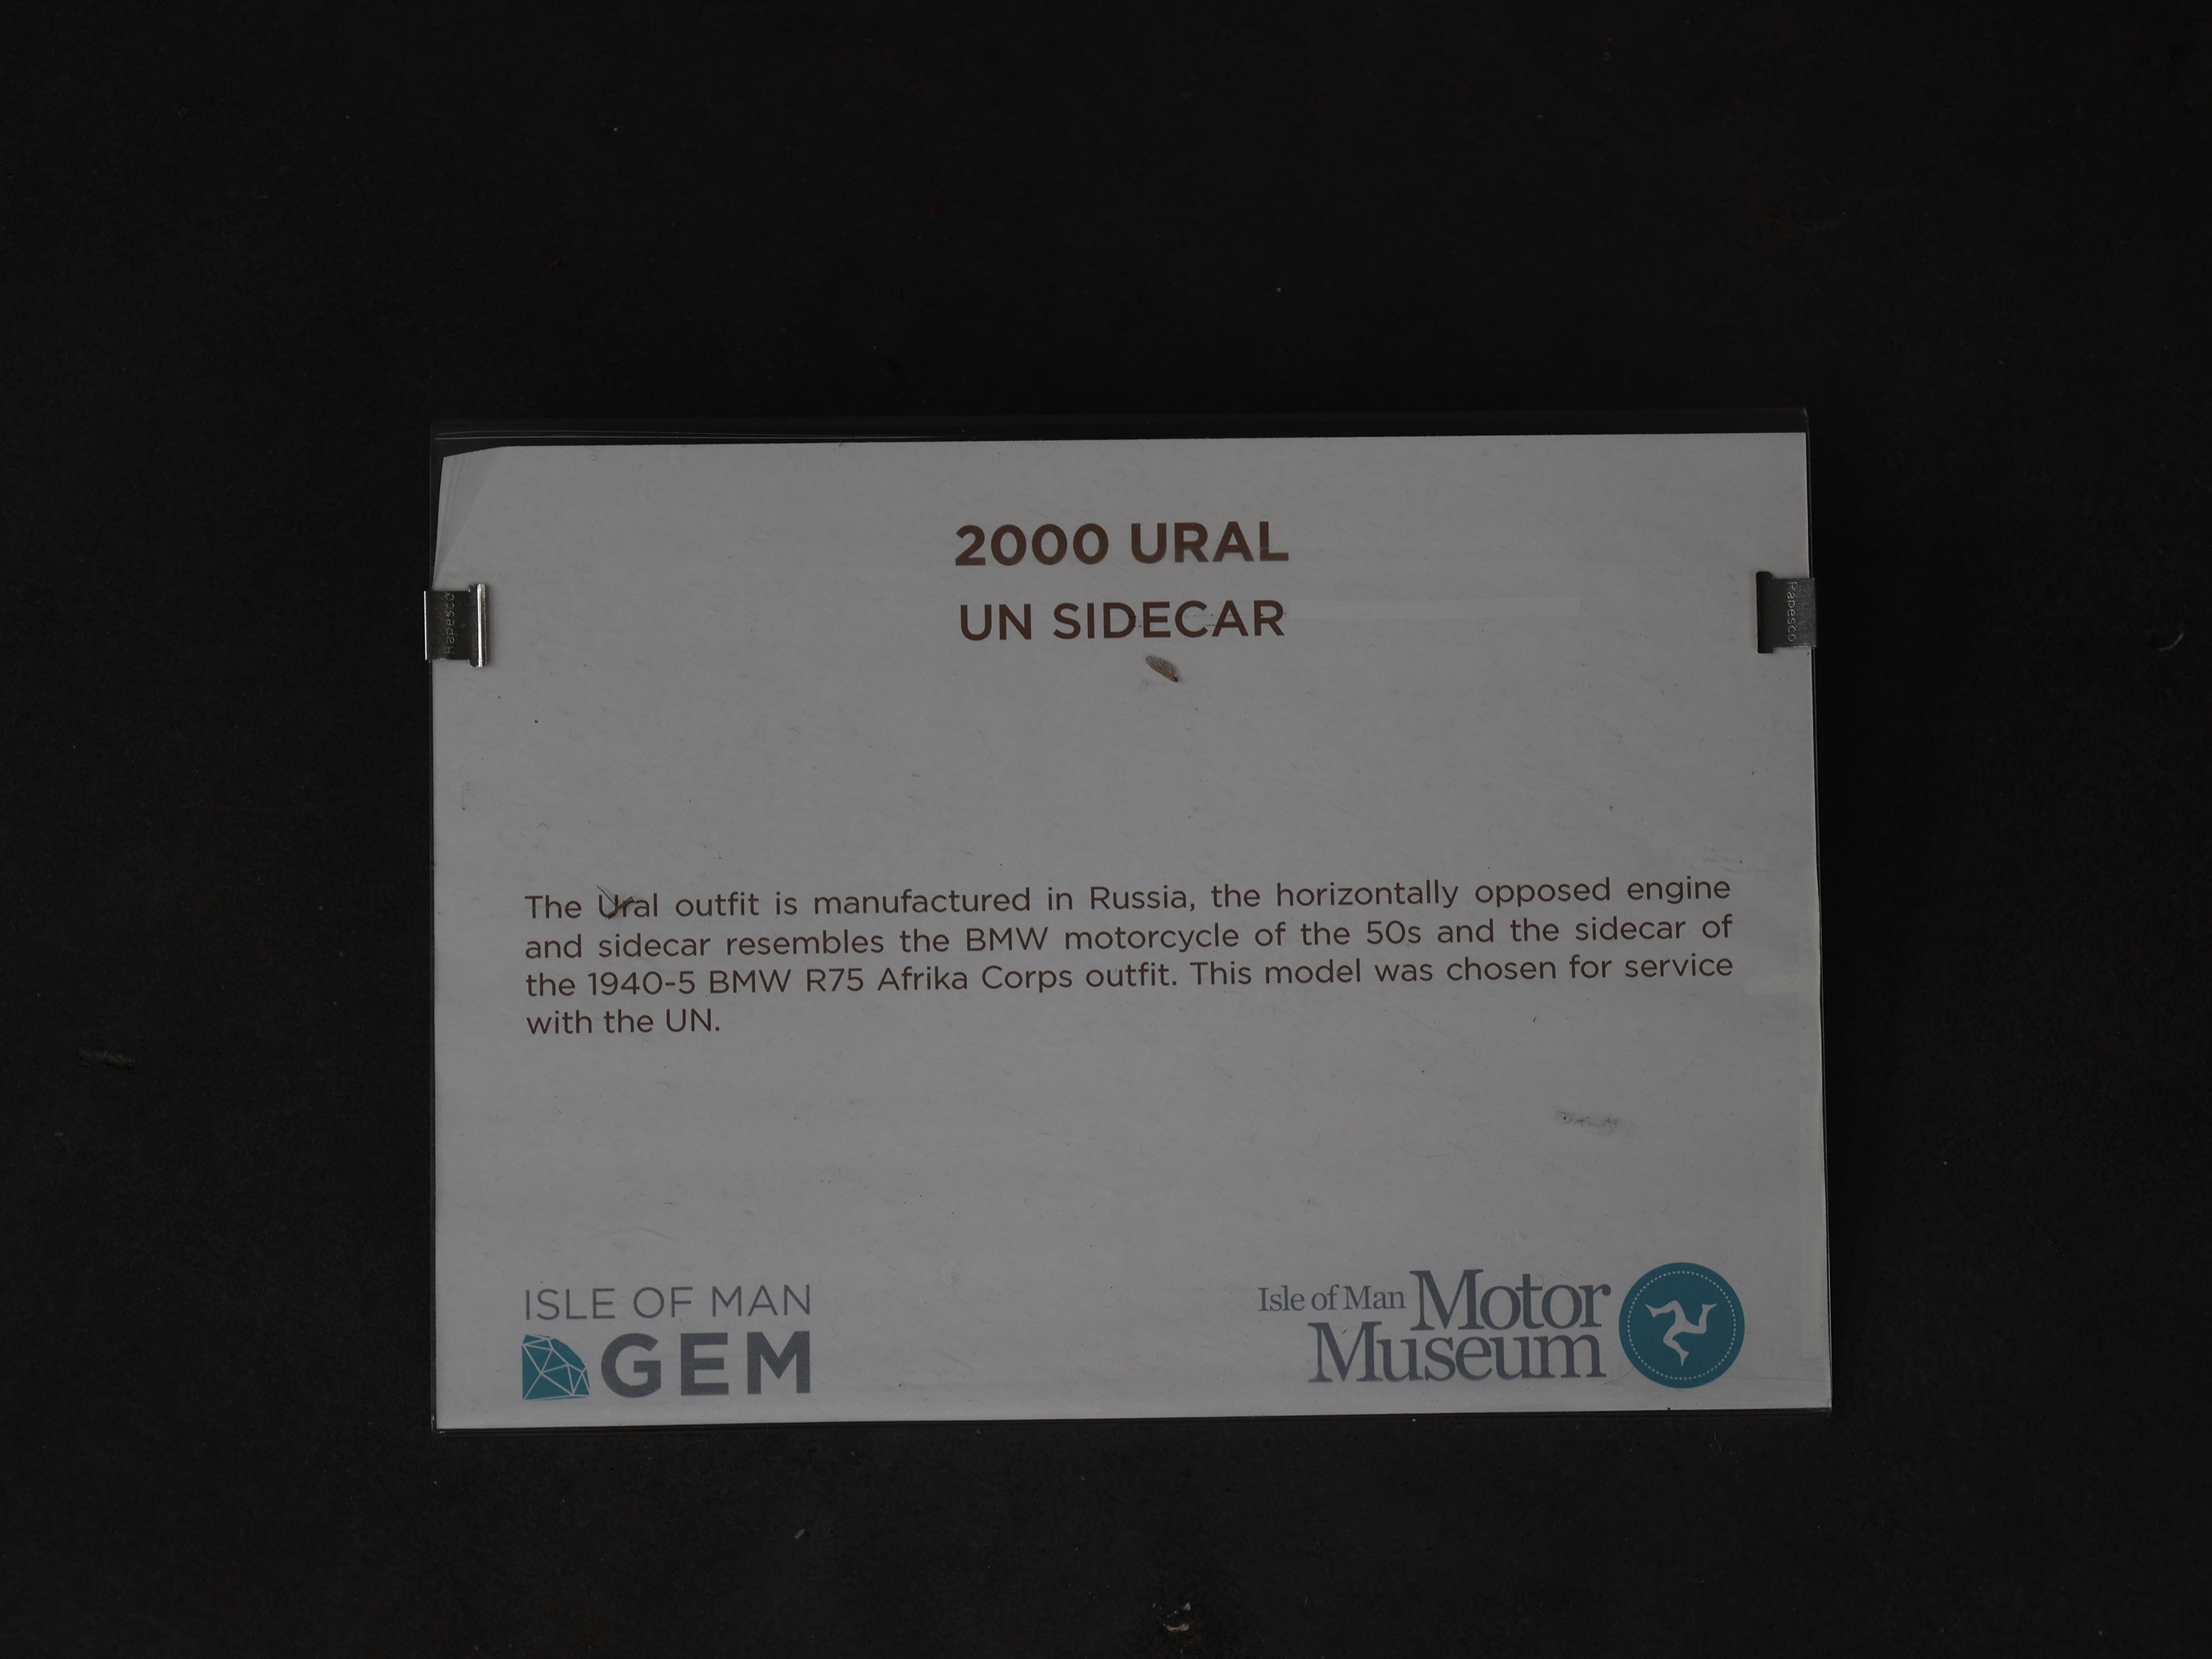 2000 URAL
UN SIDECAR
Rapesco
Rapesco
The Ural outfit is manufactured in Russia, the horizontally opposed engine
and sidecar resembles the BMW motorcycle of the 50s and the sidecar of
the 1940-5 BMW R75 Afrika Corps outfit. This model was chosen for service
with the UN.
ISLE OF MAN
GEM
Isle of Man Motor
Museum